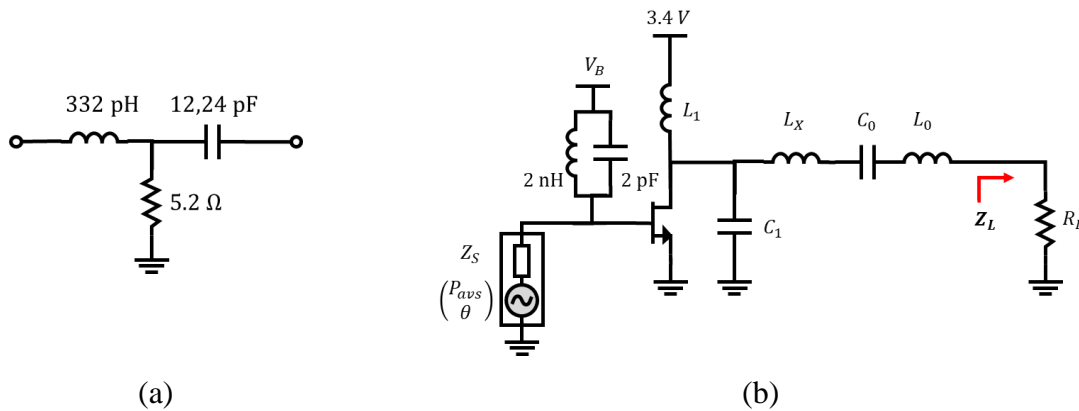 332 pH
12,24 pF
5.2 Ω
(a)
3.4 V
V_B
L_1
2 nH
2 pF
L_X
C_0
L_0
Z_L
C_1
Z_S
(P_avs
θ)
(b)